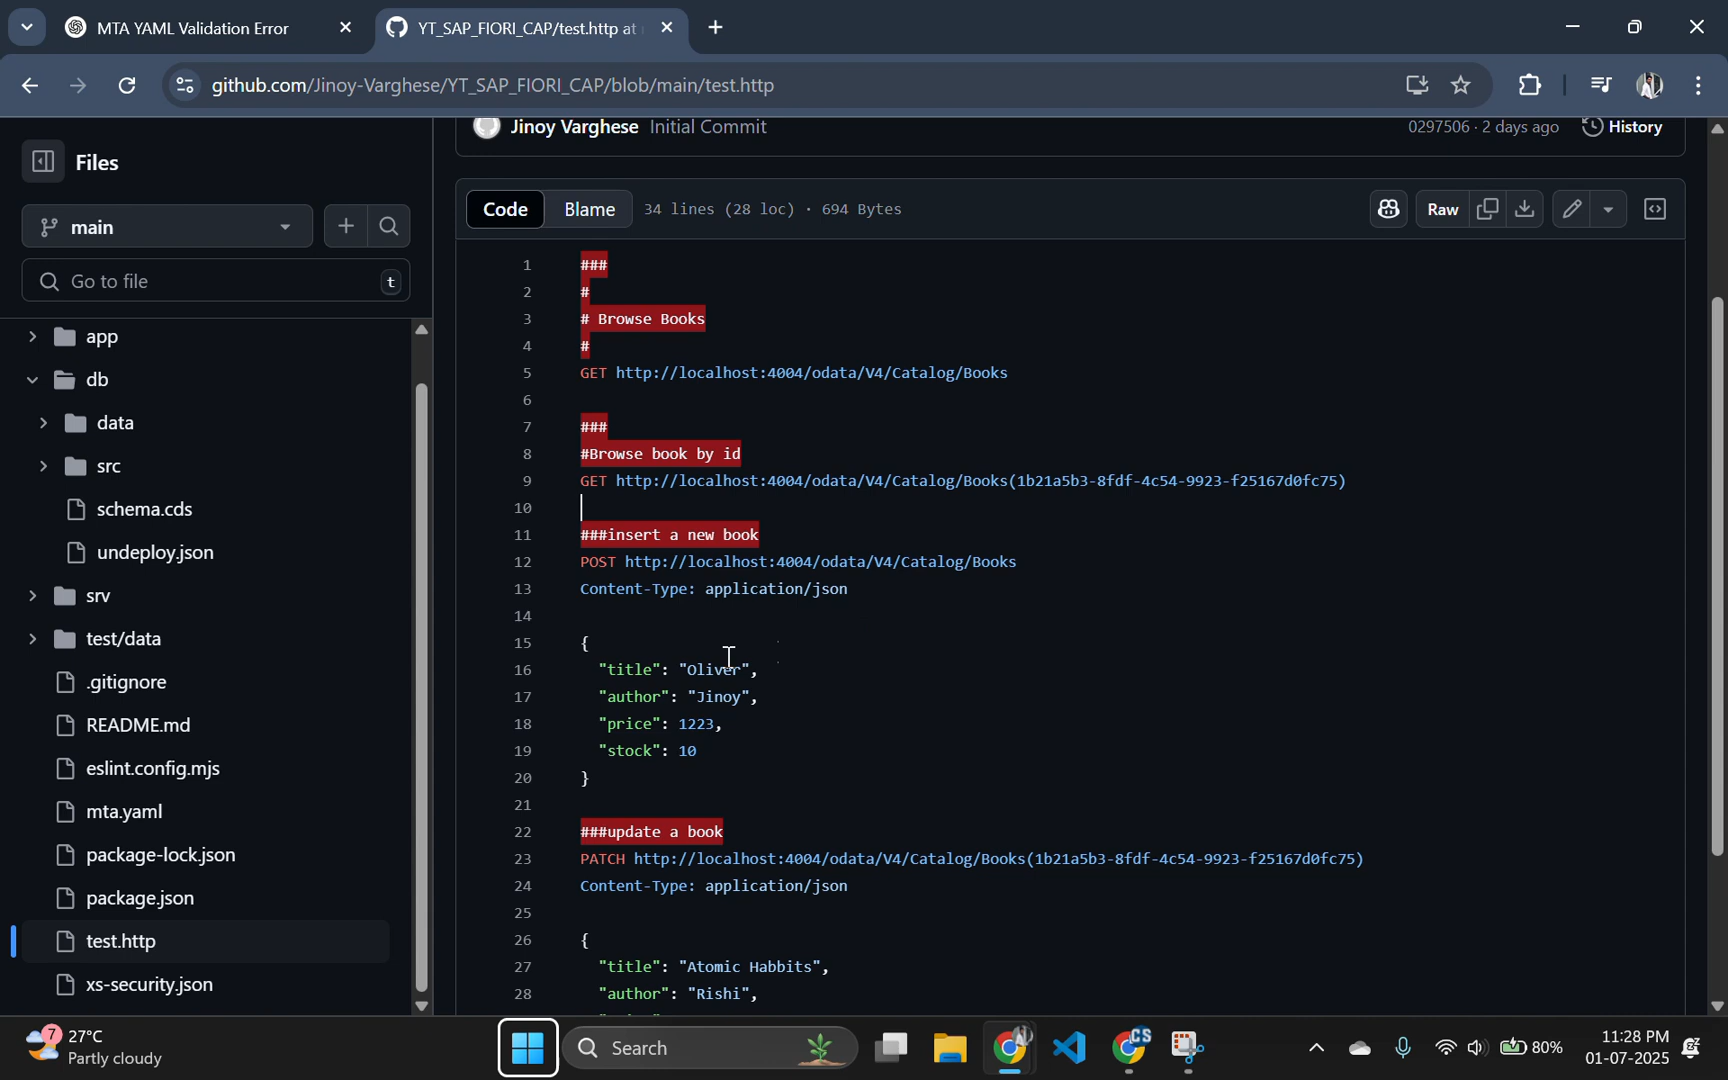 MTA YAML Validation Error
YT_SAP_FIORI_CAP/test.http at
github.com/Jinoy-Varghese/YT_SAP_FIORI_CAP/blob/main/test.http
Files
main
Go to file
t
app
db
data
src
schema.cds
undeploy.json
srv
test/data
.gitignore
README.md
eslint.config.mjs
mta.yaml
package-lock.json
package.json
test.http
xs-security.json
Jinoy Varghese Initial Commit
0297506 · 2 days ago
History
Code
Blame
34 lines (28 loc) · 694 Bytes
Raw
1 ###
2 #
3 # Browse Books
4 #
5 GET http://localhost:4004/odata/V4/Catalog/Books
6
7 ###
8 #Browse book by id
9 GET http://localhost:4004/odata/V4/Catalog/Books(1b21a5b3-8fdf-4c54-9923-f25167d0fc75)
10
11 ###insert a new book
12 POST http://localhost:4004/odata/V4/Catalog/Books
13 Content-Type: application/json
14
15 {
16 "title": "Oliver",
17 "author": "Jinoy",
18 "price": 1223,
19 "stock": 10
20 }
21
22 ###update a book
23 PATCH http://localhost:4004/odata/V4/Catalog/Books(1b21a5b3-8fdf-4c54-9923-f25167d0fc75)
24 Content-Type: application/json
25
26 {
27 "title": "Atomic Habbits",
28 "author": "Rishi",
7
27°C
Partly cloudy
Search
CS
80%
11:28 PM
01-07-2025